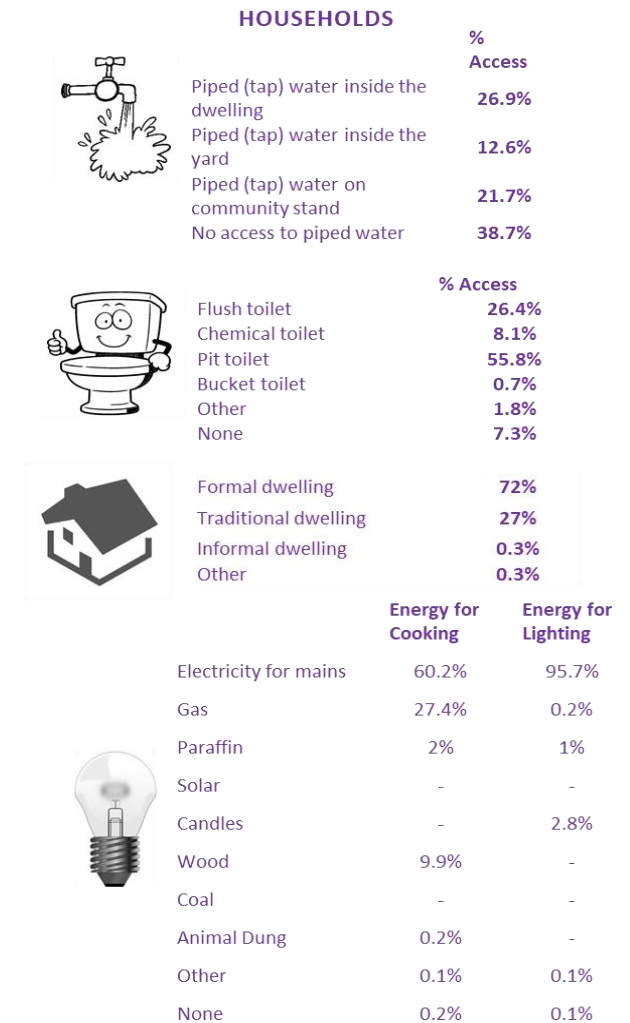 HOUSEHOLDS
%
Access
Piped (tap) water inside the
dwelling 26.9%
Piped (tap) water inside the
yard 12.6%
Piped (tap) water on
community stand 21.7%
No access to piped water 38.7%
% Access
Flush toilet 26.4%
Chemical toilet 8.1%
Pit toilet 55.8%
Bucket toilet 0.7%
Other 1.8%
None 7.3%
Formal dwelling 72%
Traditional dwelling 27%
Informal dwelling 0.3%
Other 0.3%
Energy for Energy for
Cooking Lighting
Electricity for mains 60.2% 95.7%
Gas 27.4% 0.2%
Paraffin 2% 1%
Solar - -
Candles - 2.8%
Wood 9.9% -
Coal - -
Animal Dung 0.2% -
Other 0.1% 0.1%
None 0.2% 0.1%